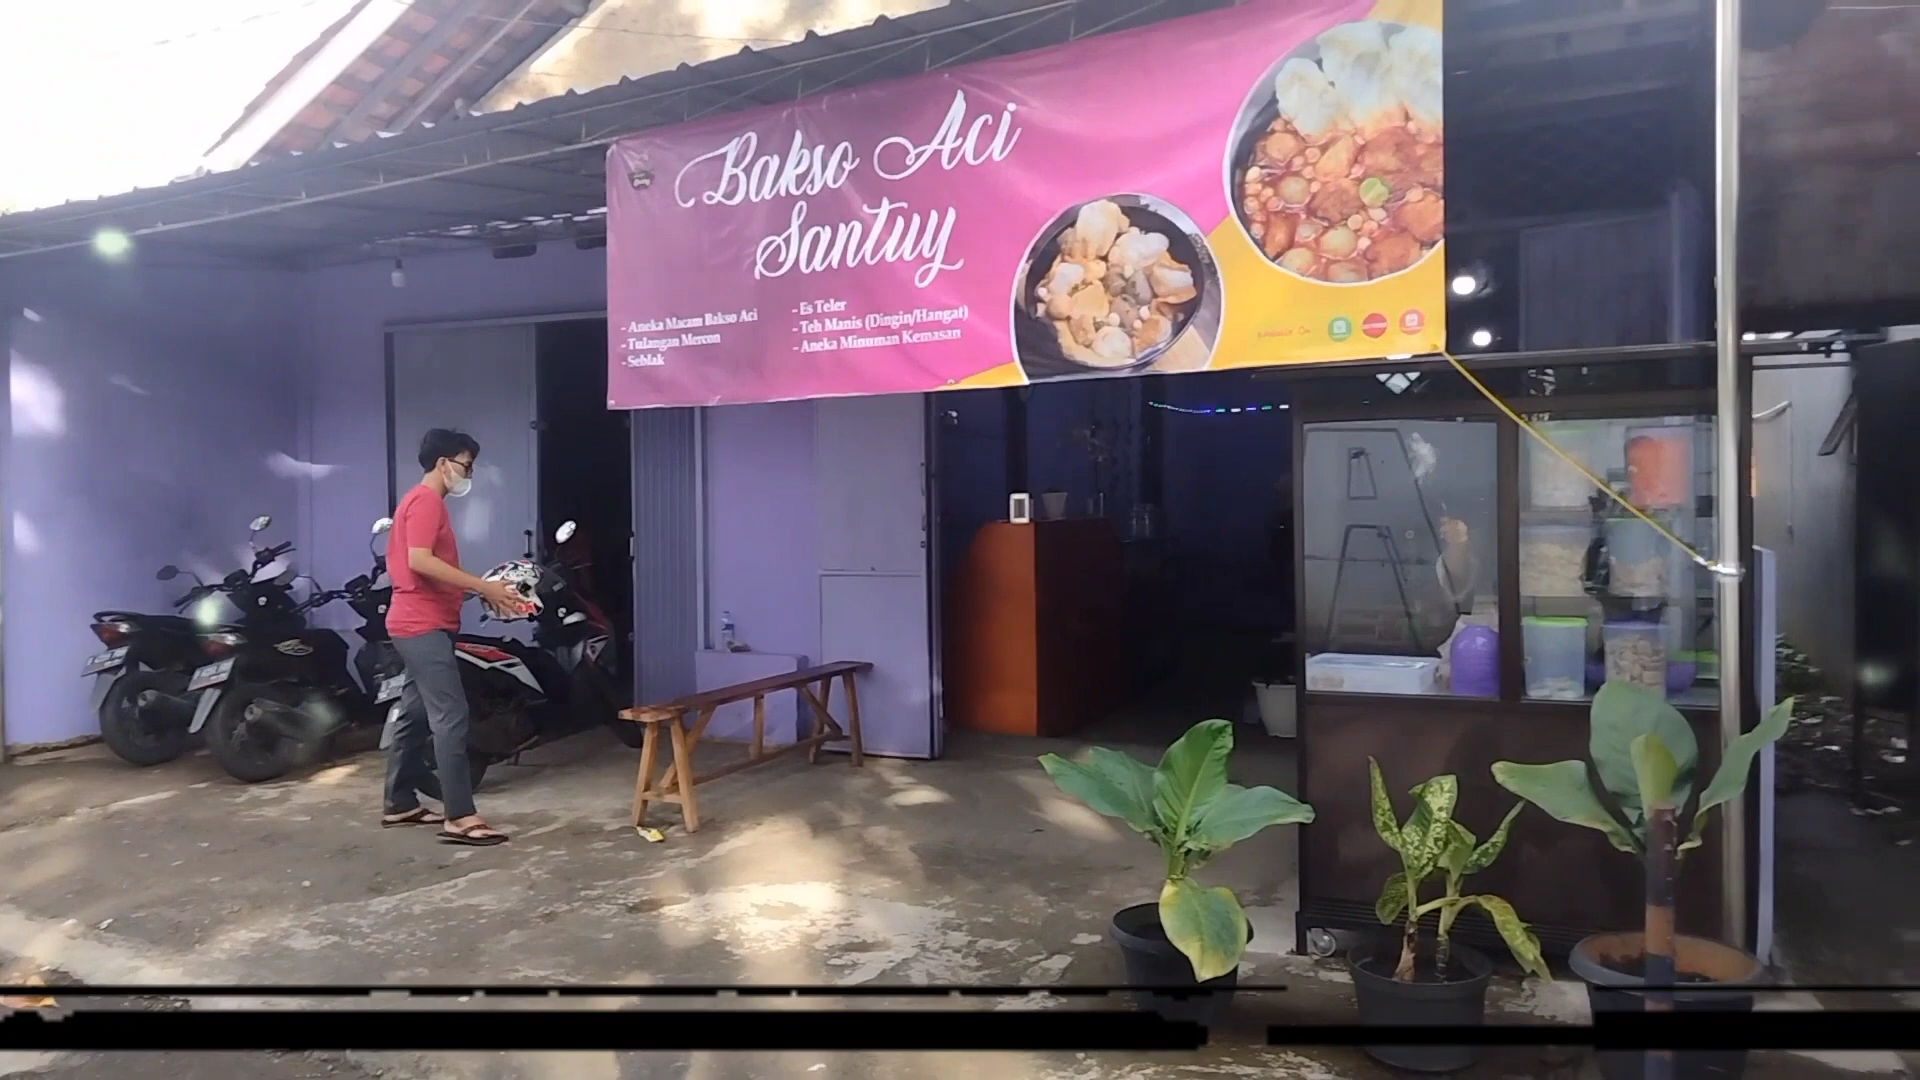 Bakso Aci
Santuy
- Aneka Macam Bakso Aci
- Tulangan Mercon
- Seblak
- Es Teler
- Teh Manis (Dingin/Hangat)
- Aneka Minuman Kemasan